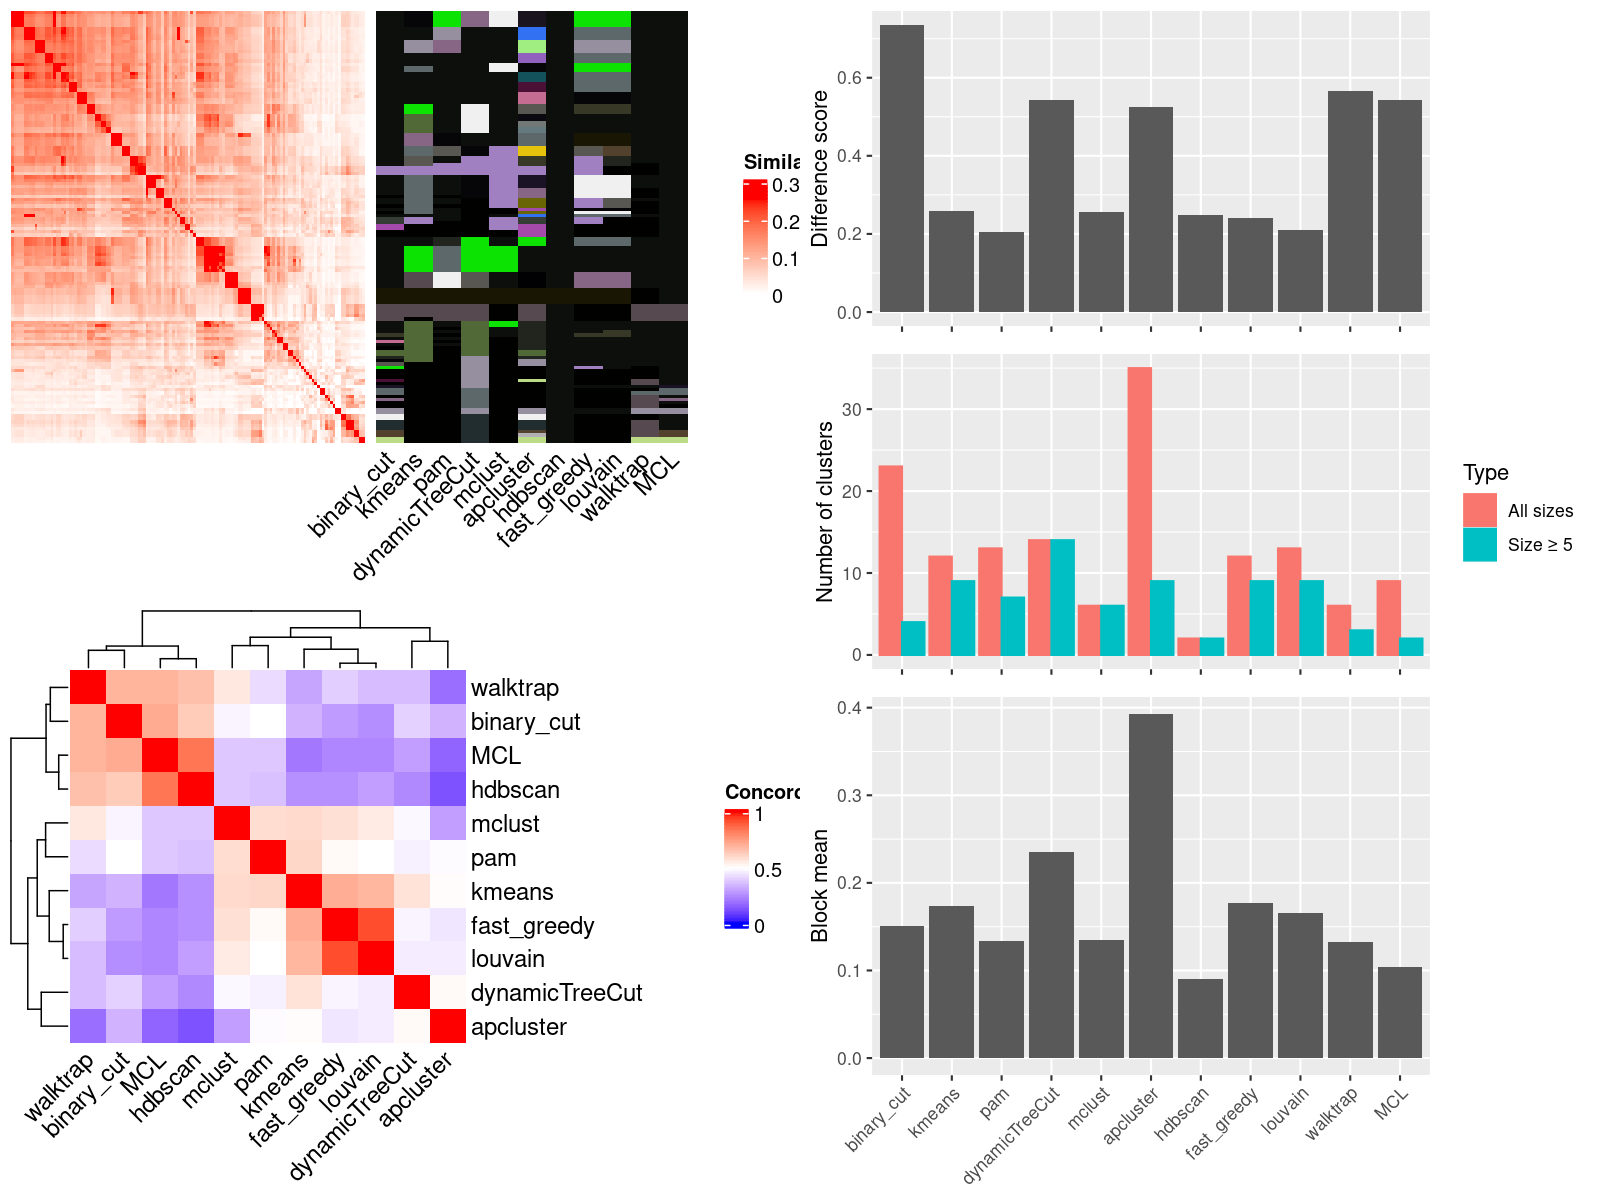 Simila
0.3
0.2
0.1
0
binary_cut
kmeans
pam
dynamicTreeCut
mclust
apcluster
hdbscan
fast_greedy
louvain
walktrap
MCL
walktrap
binary_cut
MCL
hdbscan
mclust
pam
kmeans
fast_greedy
louvain
dynamicTreeCut
apcluster
walktrap
binary_cut
MCL
hdbscan
mclust
pam
kmeans
fast_greedy
louvain
dynamicTreeCut
apcluster
Concord
1
0.5
0
Difference score
0.6
0.4
0.2
0.0
Number of clusters
30
20
10
0
Type
All sizes
Size ≥ 5
Block mean
0.4
0.3
0.2
0.1
0.0
binary_cut
kmeans
pam
dynamicTreeCut
mclust
apcluster
hdbscan
fast_greedy
louvain
walktrap
MCL